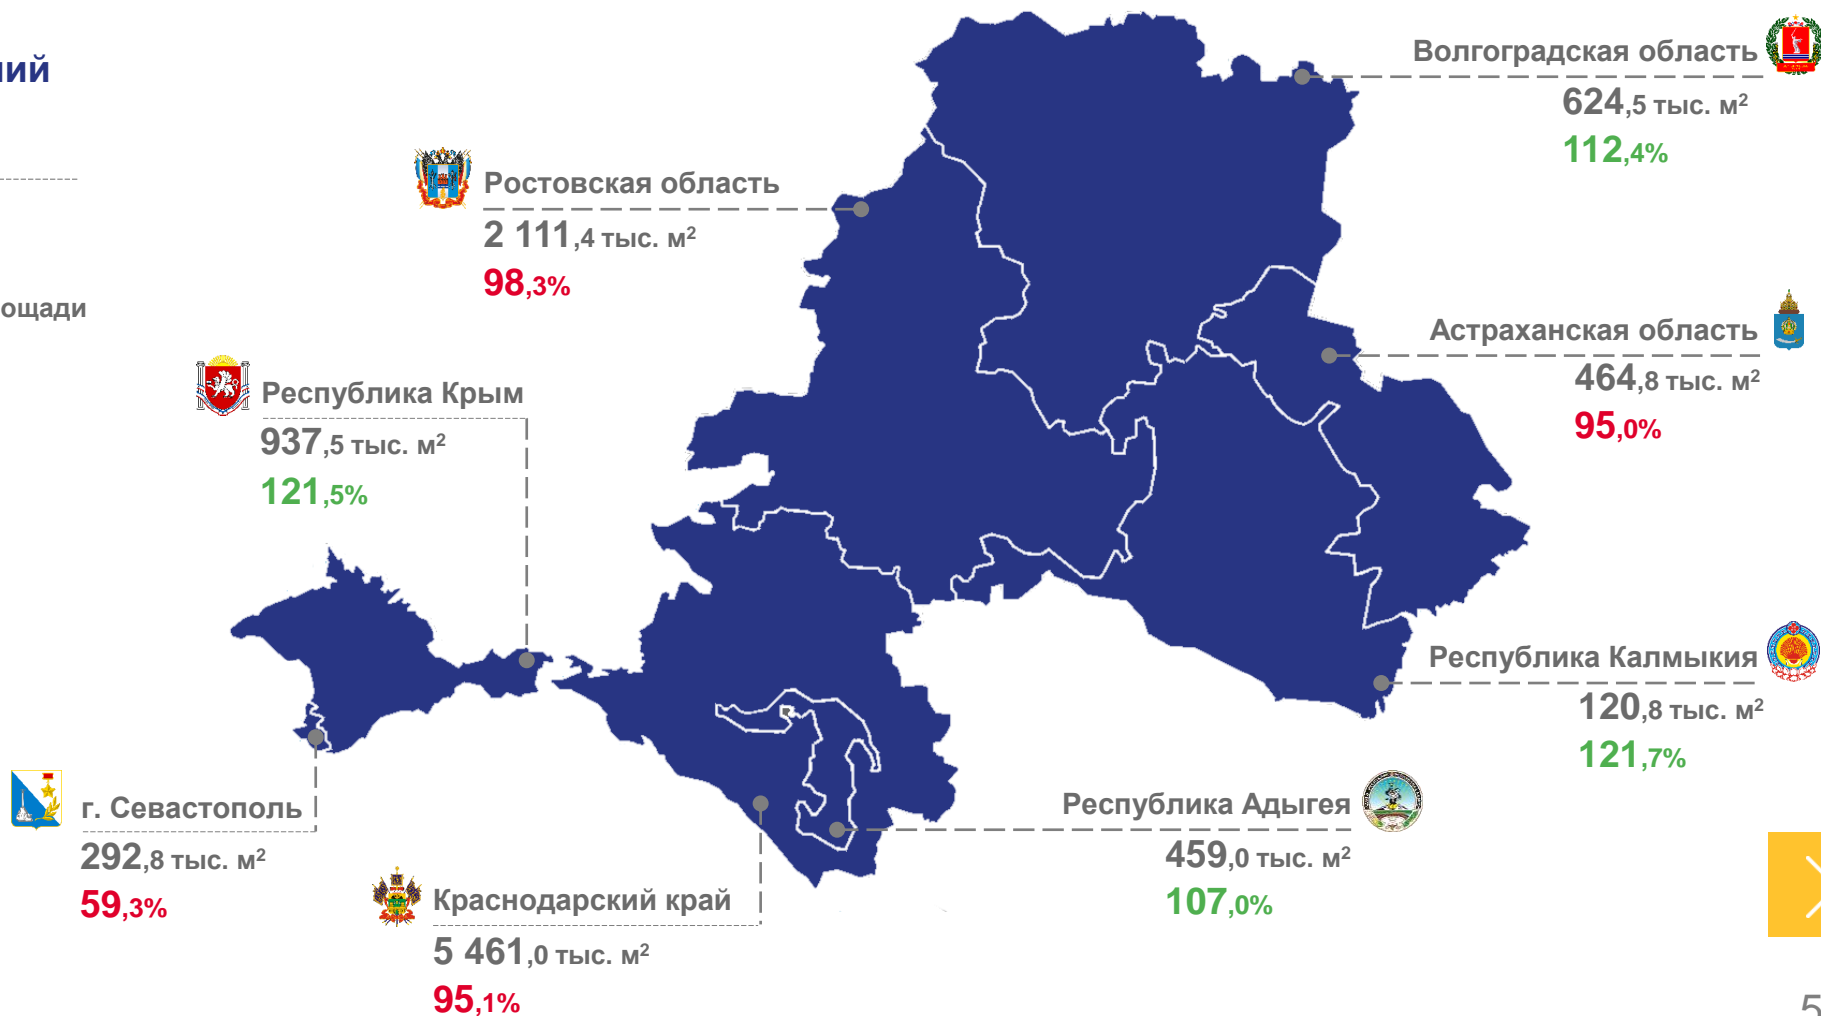 Волгоградская область
624,5 тыс. м²
112,4%
Ростовская область
2 111,4 тыс. м²
98,3%
Астраханская область
464,8 тыс. м²
95,0%
Республика Крым
937,5 тыс. м²
121,5%
Республика Калмыкия
120,8 тыс. м²
121,7%
г. Севастополь
292,8 тыс. м²
59,3%
Республика Адыгея
459,0 тыс. м²
107,0%
Краснодарский край
5 461,0 тыс. м²
95,1%
5